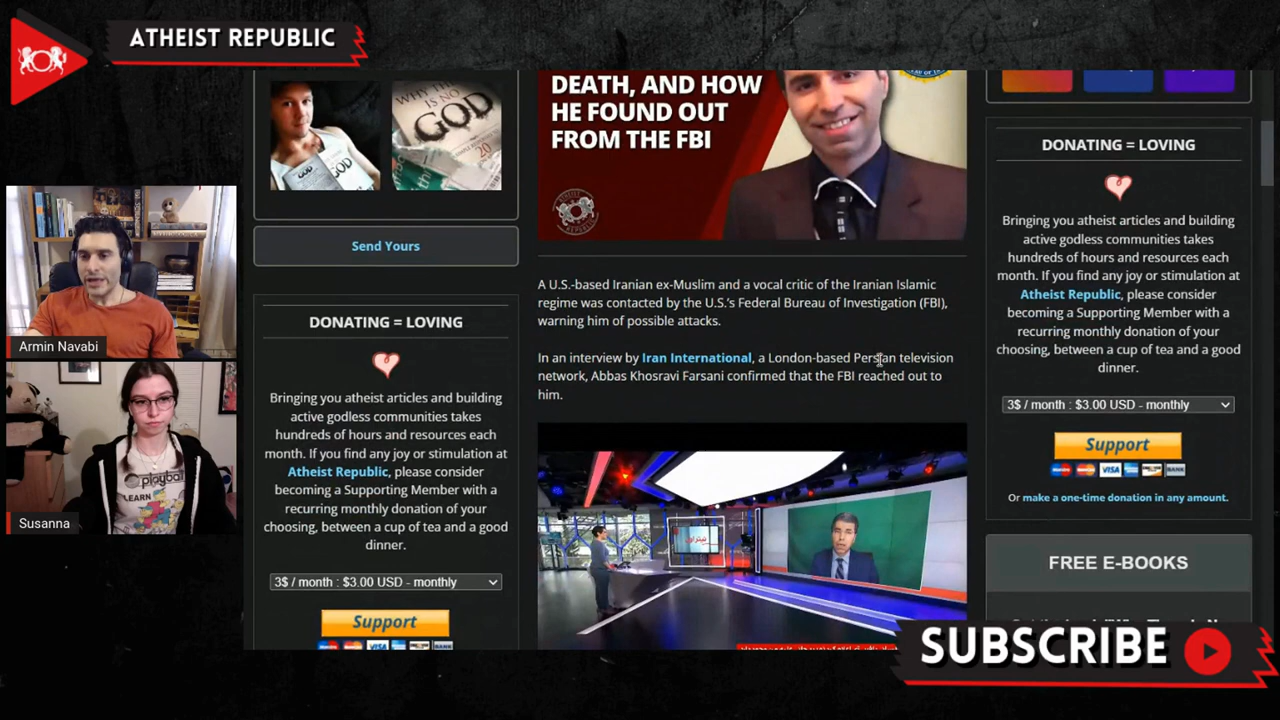 ATHEIST REPUBLIC
Armin Navabi
Susanna
GOD
Send Yours
DONATING = LOVING
Bringing you atheist articles and building
active godless communities takes
hundreds of hours and resources each
month. If you find any joy or stimulation at
Atheist Republic, please consider
becoming a Supporting Member with a
recurring monthly donation of your
choosing, between a cup of tea and a good
dinner.
3$ / month : $3.00 USD - monthly
Support
DEATH, AND HOW
HE FOUND OUT
FROM THE FBI
A U.S.-based Iranian ex-Muslim and a vocal critic of the Iranian Islamic
regime was contacted by the U.S.'s Federal Bureau of Investigation (FBI),
warning him of possible attacks.
In an interview by Iran International, a London-based Persian television
network, Abbas Khosravi Farsani confirmed that the FBI reached out to
him.
DONATING = LOVING
Bringing you atheist articles and building
active godless communities takes
hundreds of hours and resources each
month. If you find any joy or stimulation at
Atheist Republic, please consider
becoming a Supporting Member with a
recurring monthly donation of your
choosing, between a cup of tea and a good
dinner.
3$ / month : $3.00 USD - monthly
Support
VISA
BANK
Or make a one-time donation in any amount.
FREE E-BOOKS
SUBSCRIBE